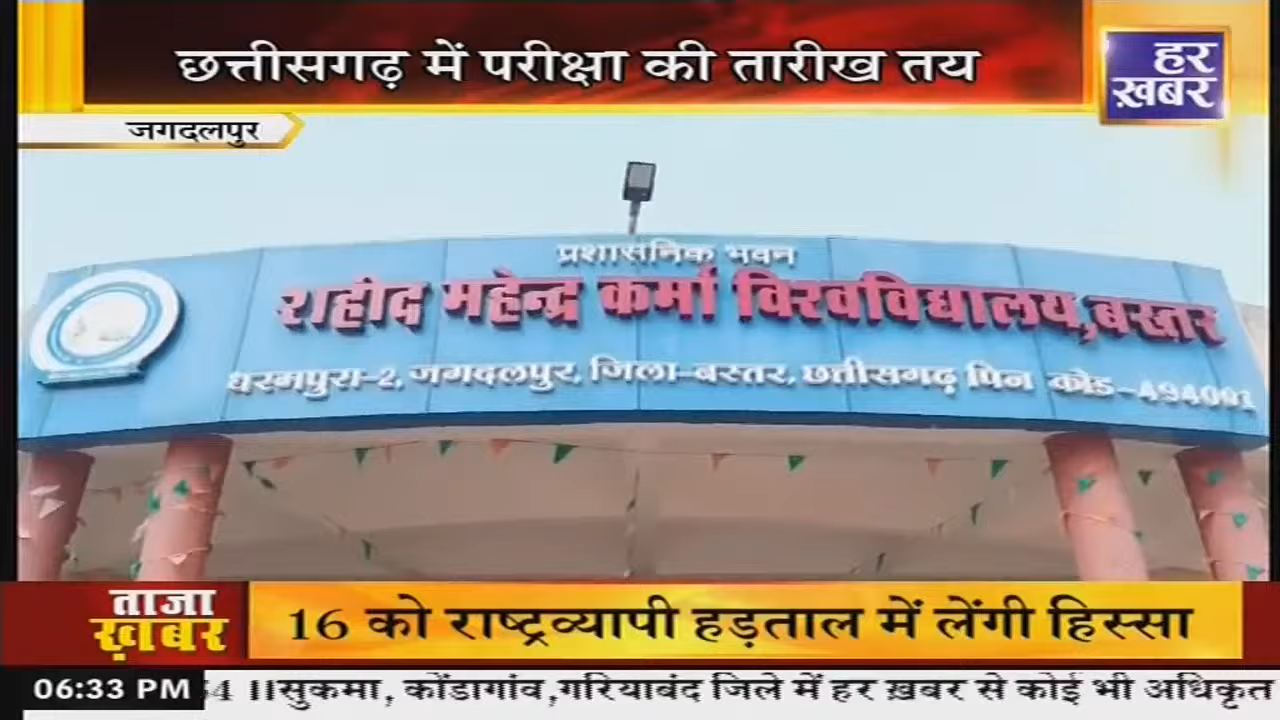 छत्तीसगढ़ में परीक्षा की तारीख तय
हर
ख़बर
जगदलपुर
प्रशासनिक भवन
शहीद महेन्द्र कर्मा विश्वविद्यालय,बस्तर
धरमपुरा-2, जगदलपुर, जिला-बस्तर, छत्तीसगढ़ पिन कोड-494001
ताजा
ख़बर
16 को राष्ट्रव्यापी हड़ताल में लेंगी हिस्सा
06:33 PM
54 ।।सुकमा, कोंडागांव,गरियाबंद जिले में हर ख़बर से कोई भी अधिकृत